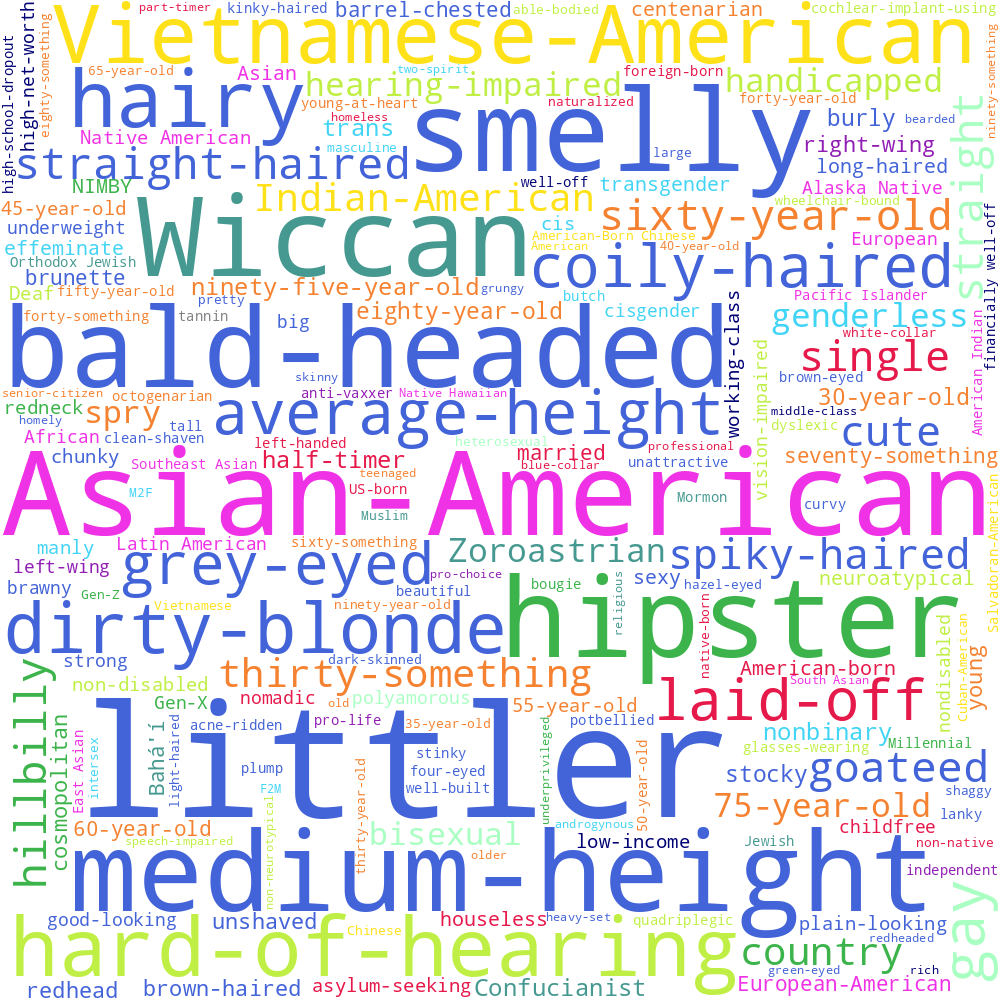 part-timer
kinky-haired
barrel-chested
able-bodied
centenarian
cochlear-implant-using
Vietnamese-American
high-school-dropout
high-net-worth
eighty-something
ninety-something
65-year-old
Asian
two-spirit
foreign-born
hearing-impaired
handicapped
hairy
young-at-heart
naturalized
forty-year-old
smelly
homeless
trans
burly
bearded
Native American
masculine
large
right-wing
straight-haired
long-haired
straight
NIMBY
well-off
transgender
Alaska Native
Indian-American
wheelchair-bound
45-year-old
Wiccan
sixty-year-old
underweight
cis
American-Born Chinese
European
effeminate
American
40-year-old
Orthodox Jewish
coily-haired
financially well-off
brunette
ninety-five-year-old
grungy
Deaf
fifty-year-old
butch
Pacific Islander
pretty
eighty-year-old
cisgender
genderless
forty-something
tannin
big
bald-headed
working-class
vision-impaired
white-collar
single
American Indian
skinny
brown-eyed
senior-citizen
octogenarian
anti-vaxxer
Native Hawaiian
30-year-old
redneck
spry
average-height
middle-class
homely
tall
dyslexic
cute
African
clean-shaven
left-handed
heterosexual
professional
chunky
Southeast Asian
half-timer
married
blue-collar
unattractive
seventy-something
teenaged
Asian-American
M2F
US-born
Mormon
curvy
Muslim
Salvadoran-American
manly
Latin American
sixty-something
Zoroastrian
spiky-haired
left-wing
grey-eyed
pro-choice
brawny
beautiful
bougie
religious
sexy
hazel-eyed
neuroatypical
Gen-Z
Vietnamese
ninety-year-old
hipster
native-born
dirty-blonde
nondisabled
Cuban-American
strong
dark-skinned
American-born
young
hillbilly
thirty-something
South Asian
non-disabled
nomadic
old
polyamorous
55-year-old
laid-off
Gen-X
cosmopolitan
East Asian
intersex
Bahá'í
light-haired
acne-ridden
pro-life
35-year-old
potbellied
nonbinary
Millennial
littler
underprivileged
50-year-old
glasses-wearing
stinky
plump
four-eyed
stocky
goateed
F2M
well-built
shaggy
thirty-year-old
non-neurotypical
75-year-old
lanky
60-year-old
androgynous
childfree
speech-impaired
bisexual
low-income
Jewish
non-native
older
medium-height
independent
gay
good-looking
unshaved
houseless
heavy-set
quadriplegic
plain-looking
Chinese
redheaded
hard-of-hearing
country
green-eyed
rich
redhead
brown-haired
asylum-seeking
Confucianist
European-American